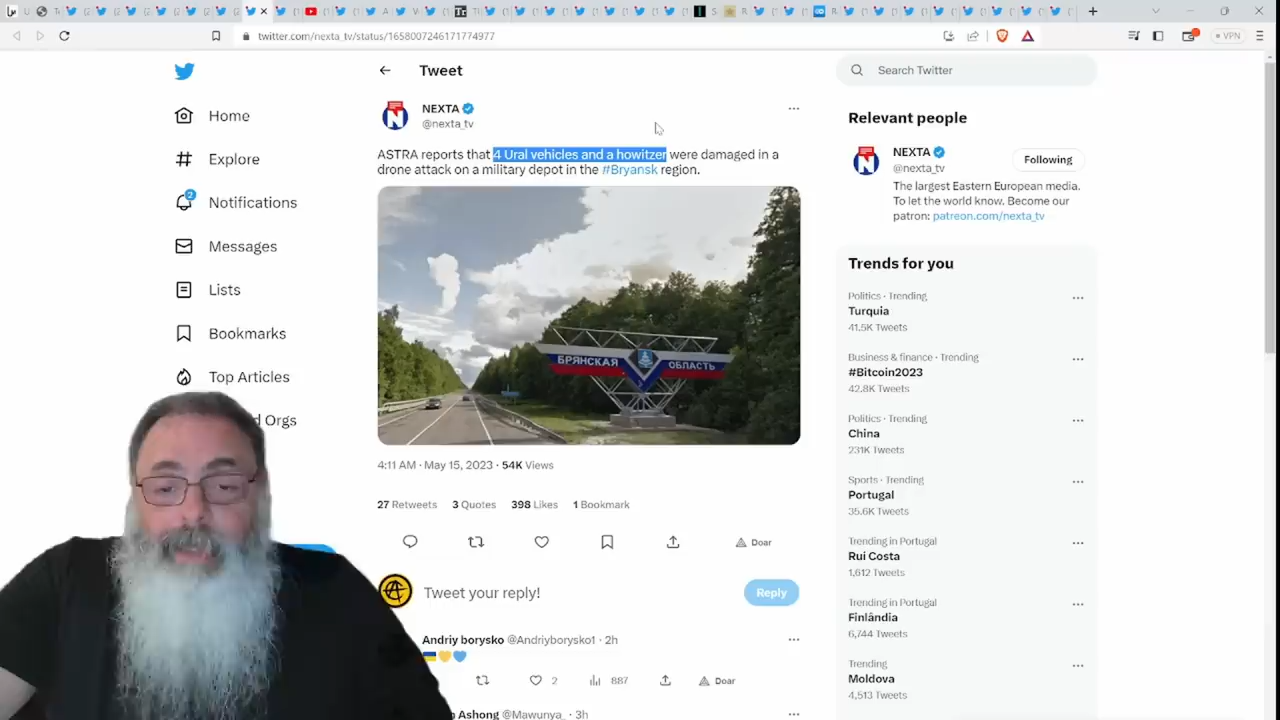 twitter.com/nexta_tv/status/1658007246171774977
VPN
Home
Explore
2
Notifications
Messages
Lists
Bookmarks
Top Articles
Orgs
Tweet
NEXTA
@nexta_tv
ASTRA reports that 4 Ural vehicles and a howitzer were damaged in a
drone attack on a military depot in the #Bryansk region.
БРЯНСКАЯ ОБЛАСТЬ
4:11 AM · May 15, 2023 · 54K Views
27 Retweets 3 Quotes 398 Likes 1 Bookmark
Doar
Tweet your reply!
Reply
Andriy borysko @Andriyborysko1 · 2h
2 887 Doar
Ashong @Mawunya_ · 3h
Search Twitter
Relevant people
NEXTA
@nexta_tv
Following
The largest Eastern European media.
To let the world know. Become our
patron: patreon.com/nexta_tv
Trends for you
Politics · Trending
Turquia
41.5K Tweets
Business & finance · Trending
#Bitcoin2023
42.8K Tweets
Politics · Trending
China
231K Tweets
Sports · Trending
Portugal
35.6K Tweets
Trending in Portugal
Rui Costa
1,612 Tweets
Trending in Portugal
Finlândia
6,744 Tweets
Trending
Moldova
4,513 Tweets